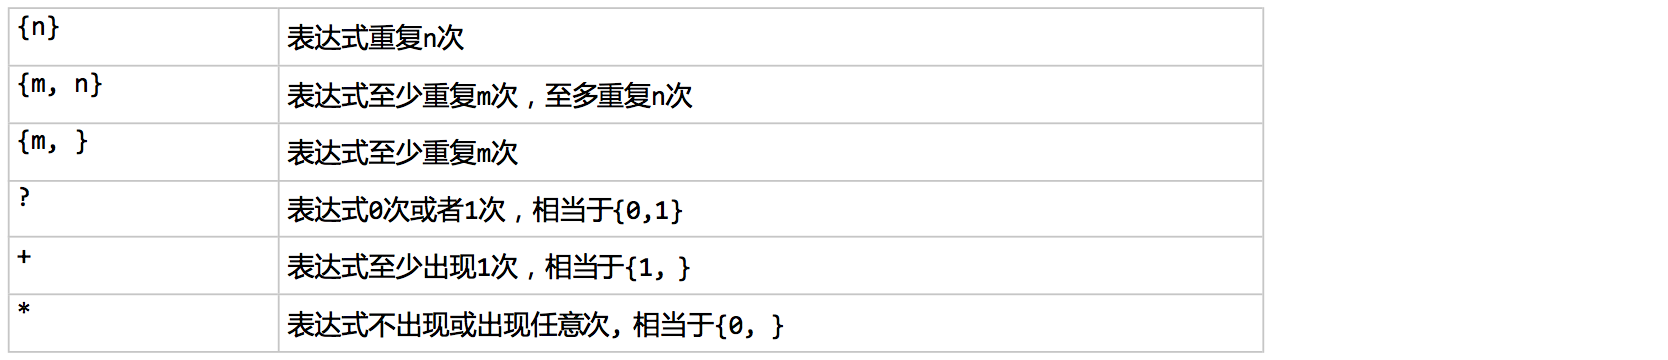 {n}
表达式重复n次
{m, n}
表达式至少重复m次，至多重复n次
{m, }
表达式至少重复m次
?
表达式0次或者1次，相当于{0,1}
+
表达式至少出现1次，相当于{1, }
*
表达式不出现或出现任意次, 相当于{0, }